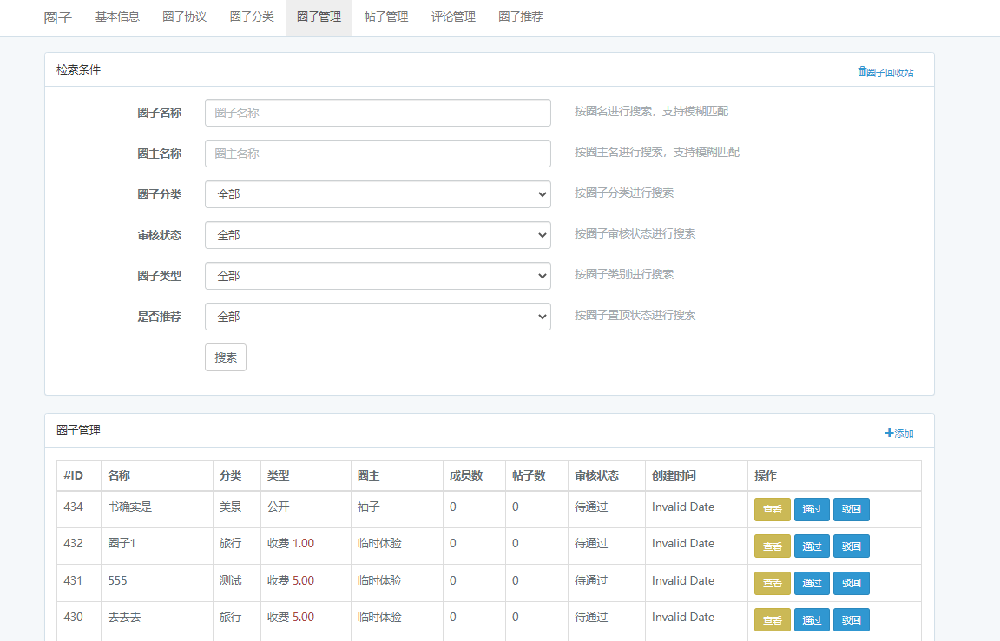 圈子 基本信息 圈子协议 圈子分类 圈子管理 帖子管理 评论管理 圈子推荐
检索条件 圈子回收站
圈子名称 圈子名称 按圈名进行搜索，支持模糊匹配
圈主名称 圈主名称 按圈主名进行搜索，支持模糊匹配
圈子分类 全部 按圈子分类进行搜索
审核状态 全部 按圈子审核状态进行搜索
圈子类型 全部 按圈子类别进行搜索
是否推荐 全部 按圈子置顶状态进行搜索
搜索
圈子管理 +添加
#ID 名称 分类 类型 圈主 成员数 帖子数 审核状态 创建时间 操作
434 书确实是 美景 公开 袖子 0 0 待通过 Invalid Date 查看 通过 驳回
432 圈子1 旅行 收费 1.00 临时体验 0 0 待通过 Invalid Date 查看 通过 驳回
431 555 测试 收费 5.00 临时体验 0 0 待通过 Invalid Date 查看 通过 驳回
430 去去去 旅行 收费 5.00 临时体验 0 0 待通过 Invalid Date 查看 通过 驳回